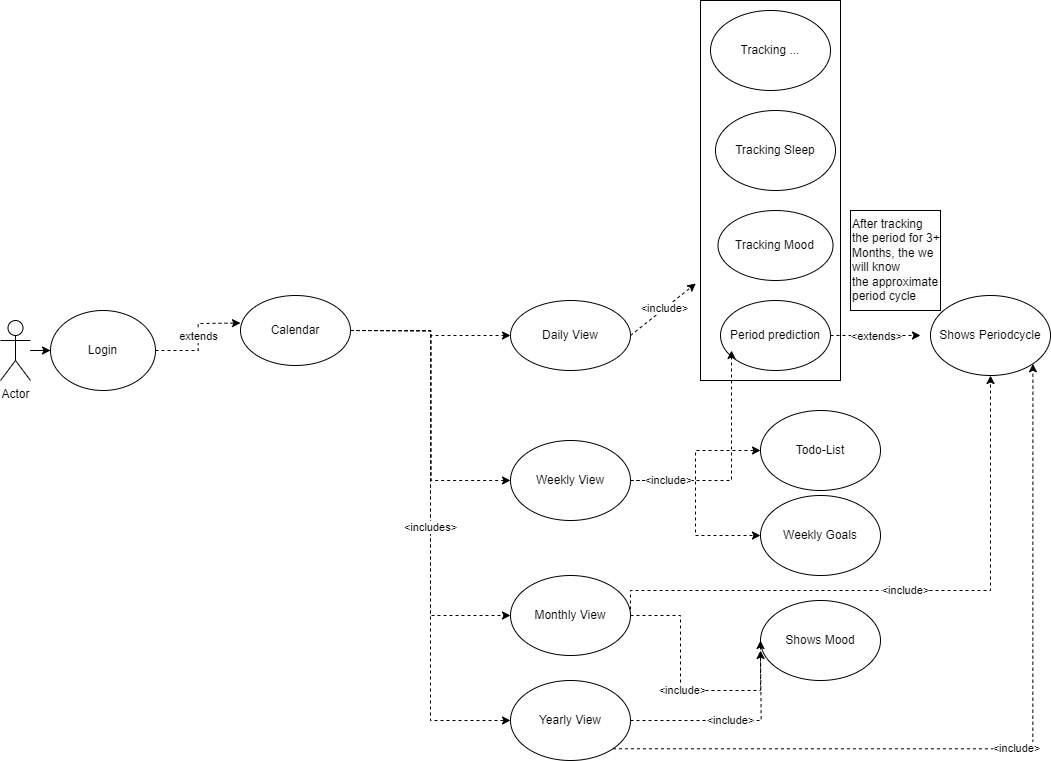 Tracking ...
Tracking Sleep
Tracking Mood
After tracking
the period for 3+
Months, the we
will know
the approximate
period cycle
<include>
Calendar
extends
Login
Daily View
Period prediction
<extends>
Shows Periodcycle
Actor
Todo-List
Weekly View
<include>
<includes>
Weekly Goals
<include>
Monthly View
Shows Mood
<include>
Yearly View
<include>
<include>